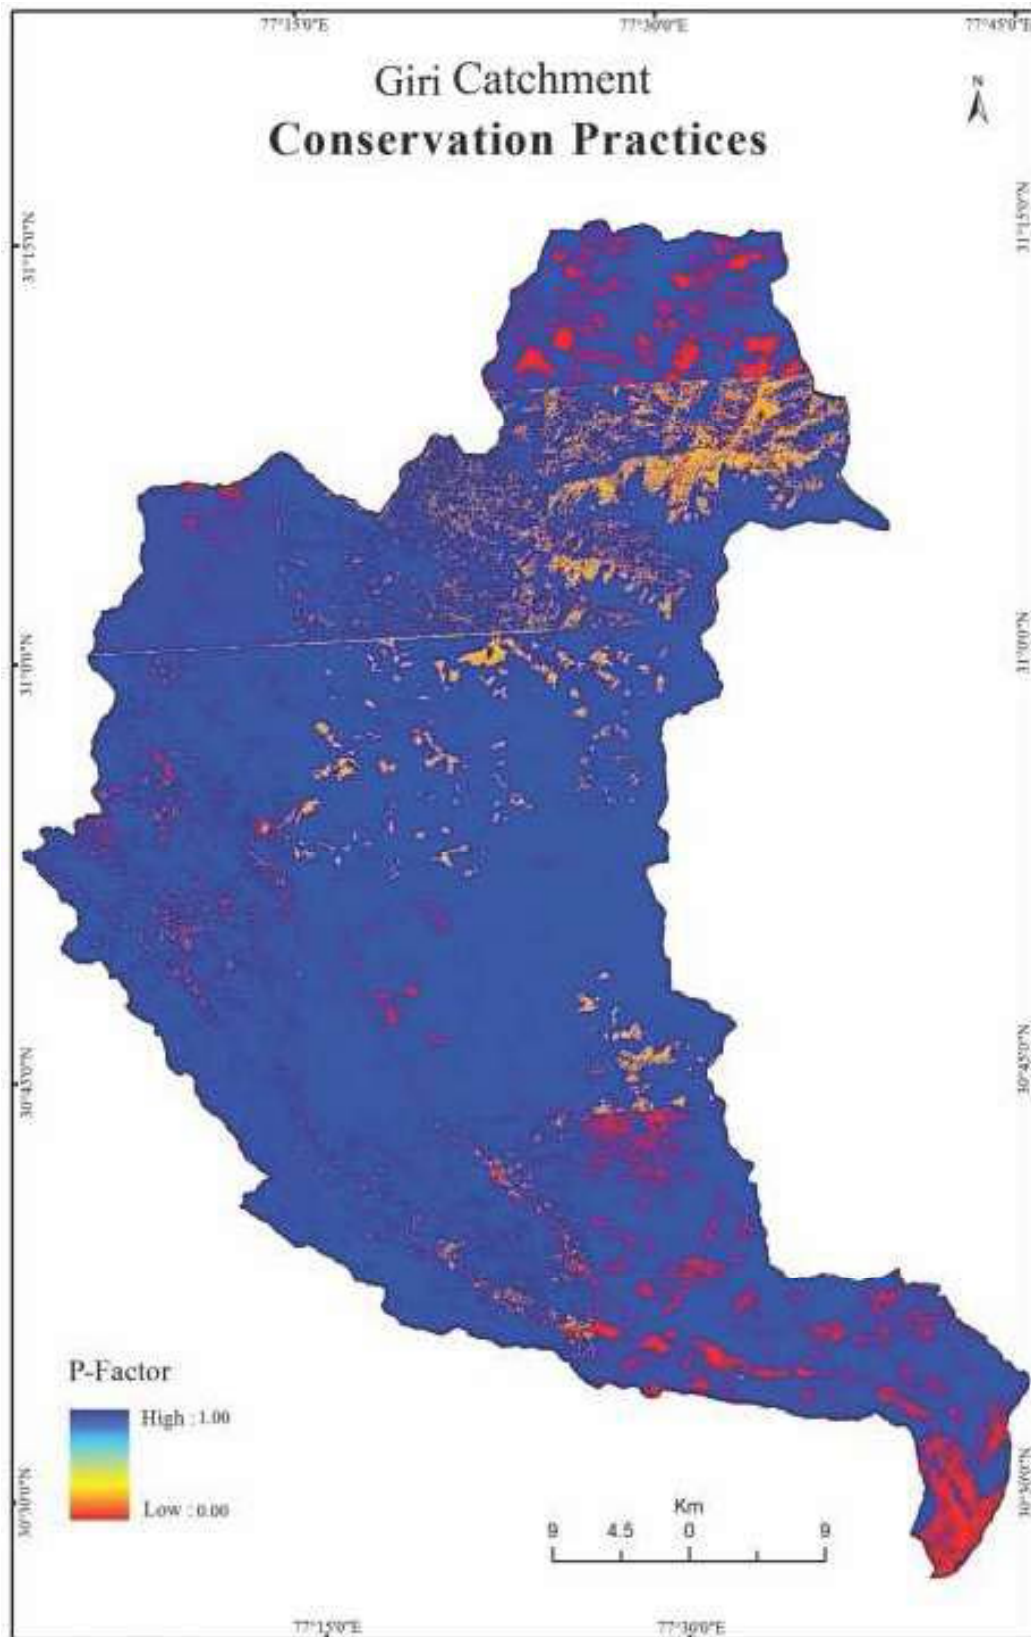 77°15'0"E
77°30'0"E
77°45'0"E
Giri Catchment
Conservation Practices
N
31°15'0"N
31°15'0"N
31°0'0"N
31°0'0"N
30°45'0"N
30°45'0"N
P-Factor
High : 1.00
Low : 0.00
30°30'0"N
30°30'0"N
Km
9 4.5 0 9
77°15'0"E
77°30'0"E